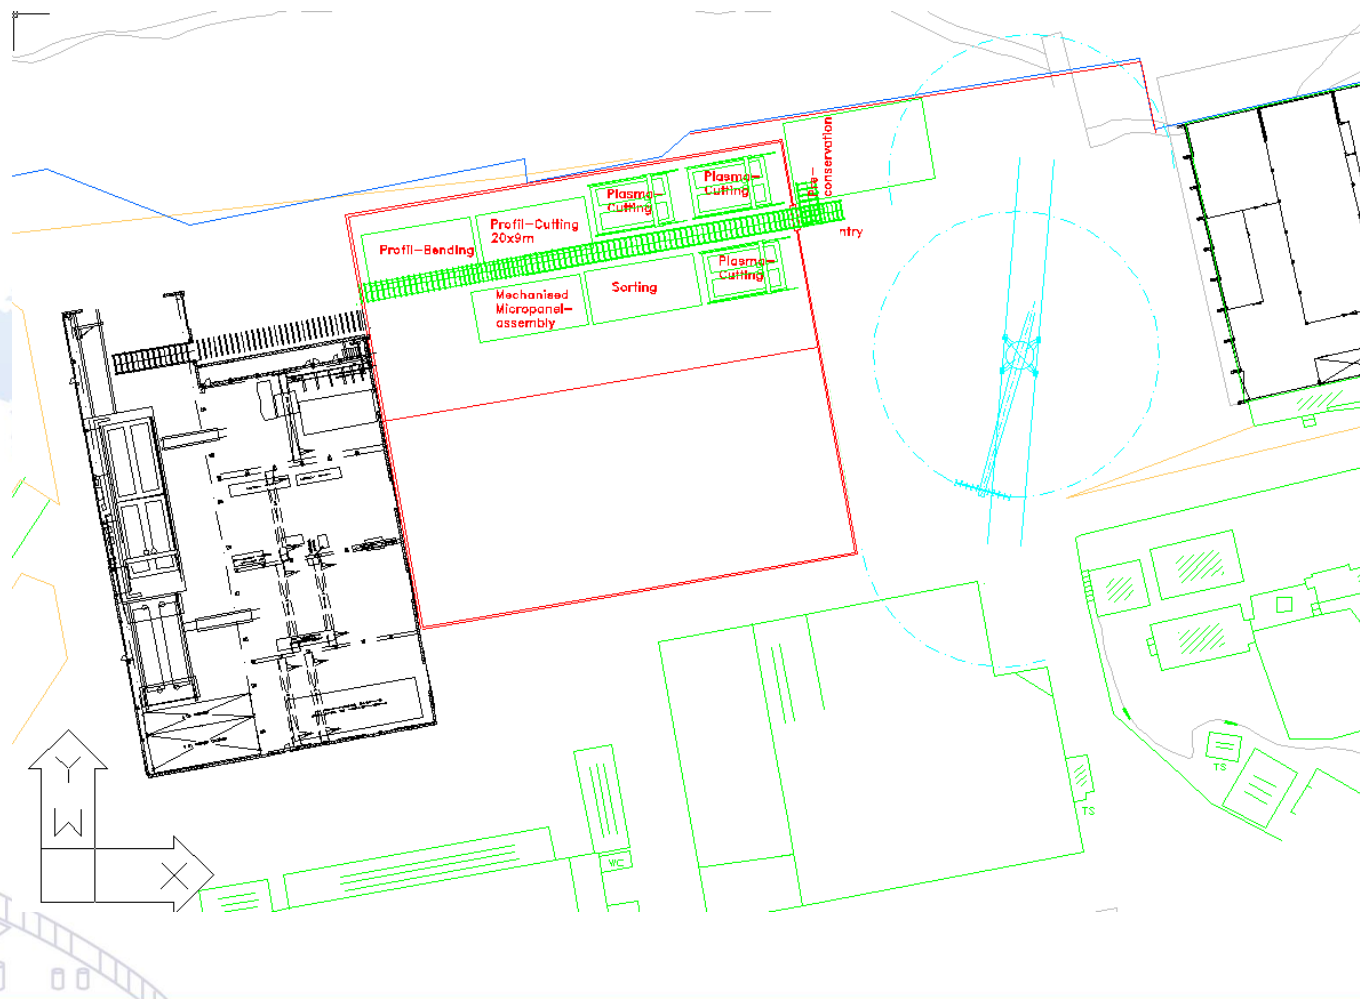 Plasma-
Cutting
Plasma-
Cutting
conservation
Profil-Cutting
20x9m
Profil-Bending
ntry
Plasma-
Cutting
Sorting
Mechanised
Micropanel-
assembly
Y
W
X
WC
TS
TS